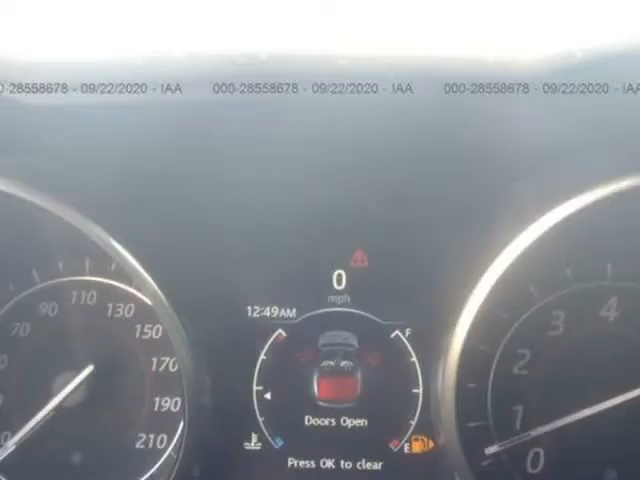 000-28558678 - 09/22/2020 - IAA 000-28558678 - 09/22/2020 - IAA 000-28558678 - 09/22/2020 - IAA
0
mph
12:49AM
F
Doors Open
E
Press OK to clear
70
90
110
130
150
170
190
210
4
3
2
1
0